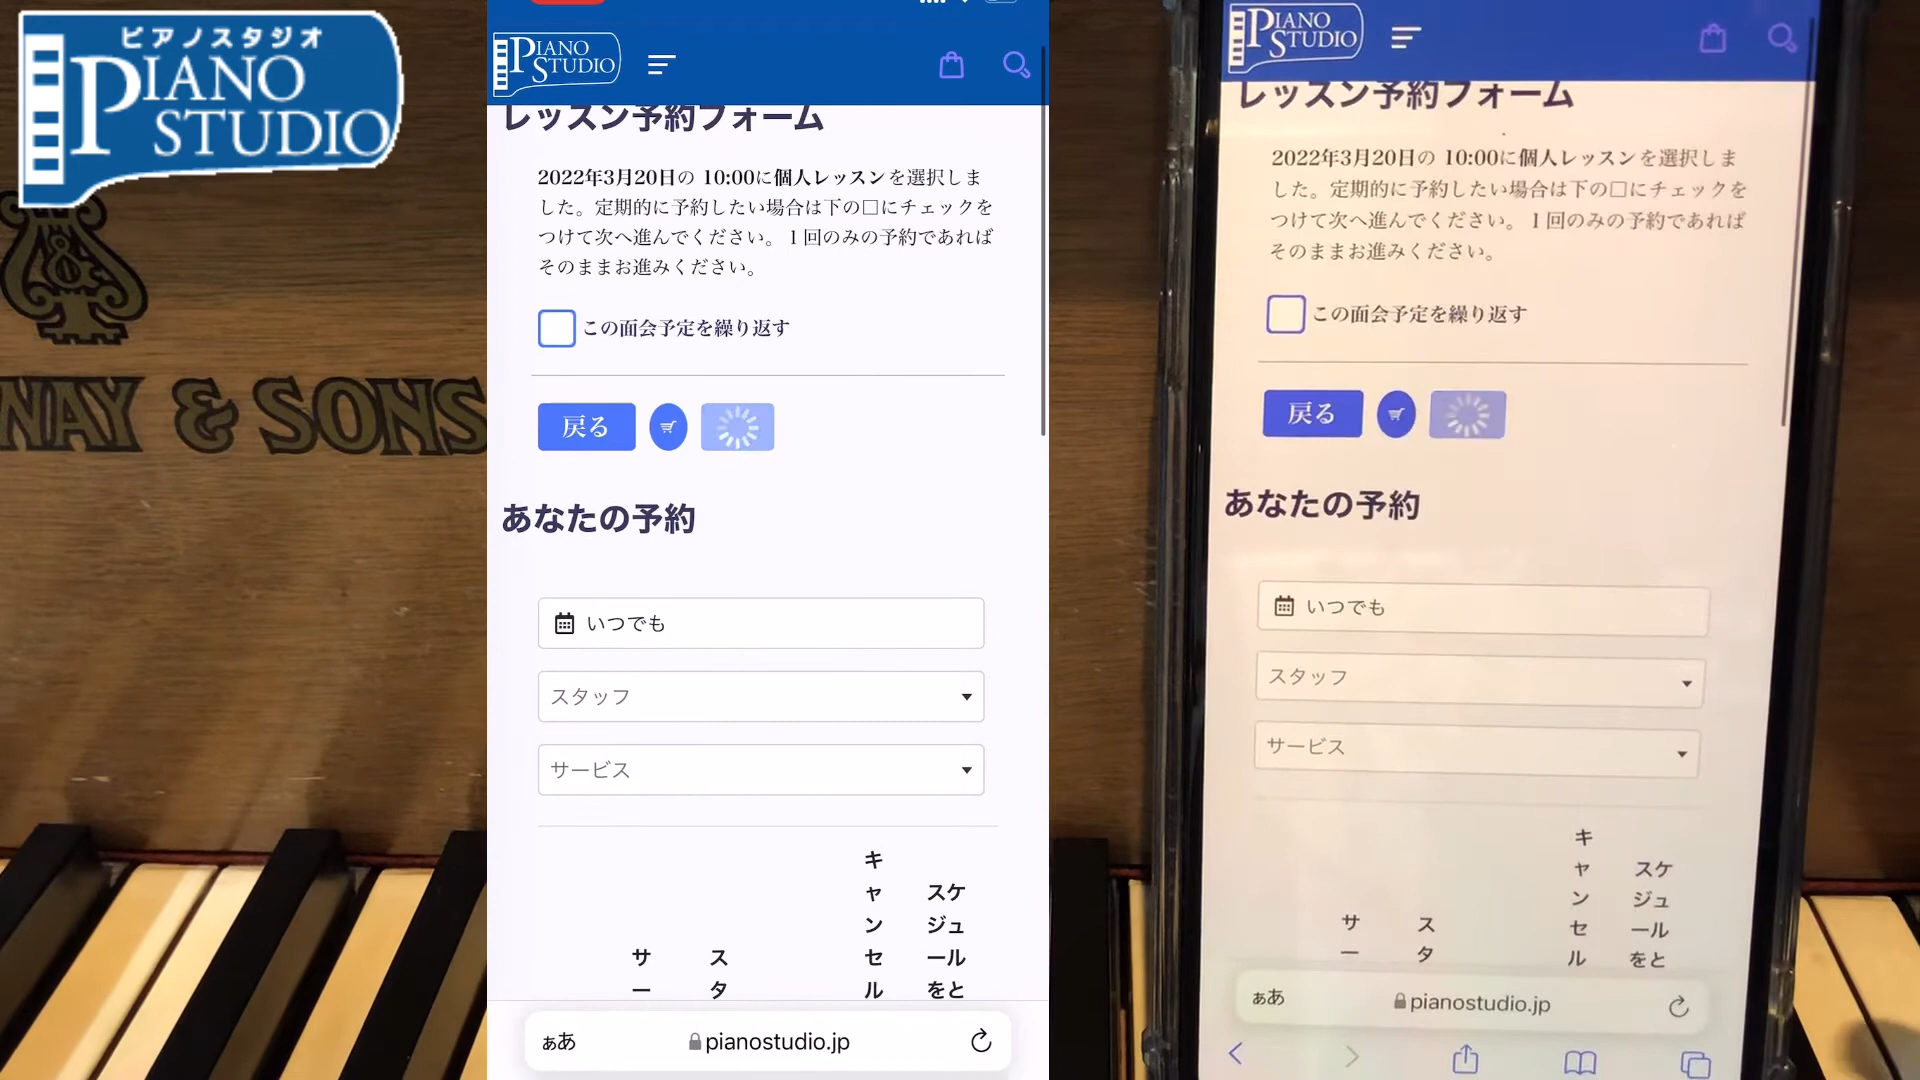 ピアノスタジオ
PIANO
STUDIO
NAY & SONS
PIANO
STUDIO
レッスン予約フォーム
2022年3月20日の 10:00に個人レッスンを選択しま
した。定期的に予約したい場合は下の□にチェックを
つけて次へ進んでください。１回のみの予約であれば
そのままお進みください。
この面会予定を繰り返す
戻る
あなたの予約
いつでも
スタッフ
サービス
サー
スタ
キャンセル
スケジュールをと
ぁあ
pianostudio.jp
PIANO
STUDIO
レッスン予約フォーム
2022年3月20日の 10:00に個人レッスンを選択しま
した。定期的に予約したい場合は下の□にチェックを
つけて次へ進んでください。１回のみの予約であれば
そのままお進みください。
この面会予定を繰り返す
戻る
あなたの予約
いつでも
スタッフ
サービス
サー
スタ
キャンセル
スケジュールをと
ぁあ
pianostudio.jp